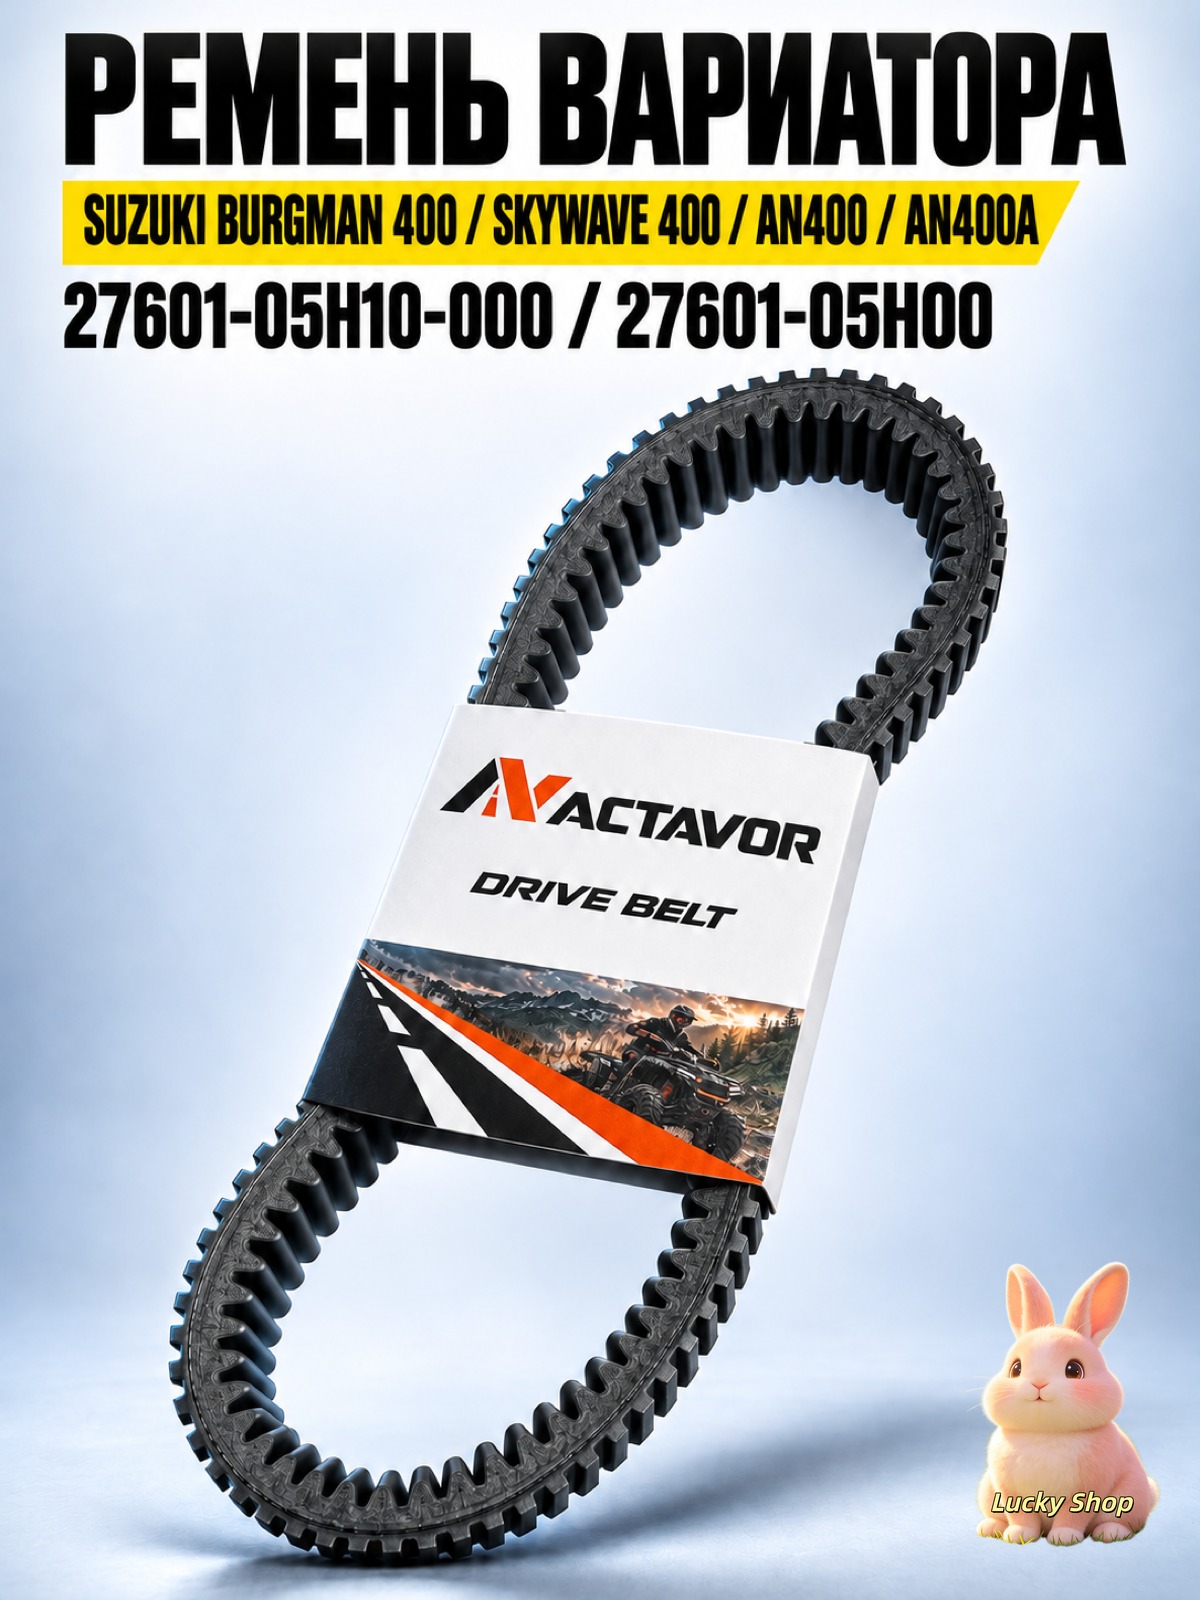 РЕМЕНЬ ВАРИАТОРА
SUZUKI BURGMAN 400 / SKYWAVE 400 / AN400 / AN400A
27601-05H10-000 / 27601-05H00
ACTAVOR
DRIVE BELT
Lucky Shop